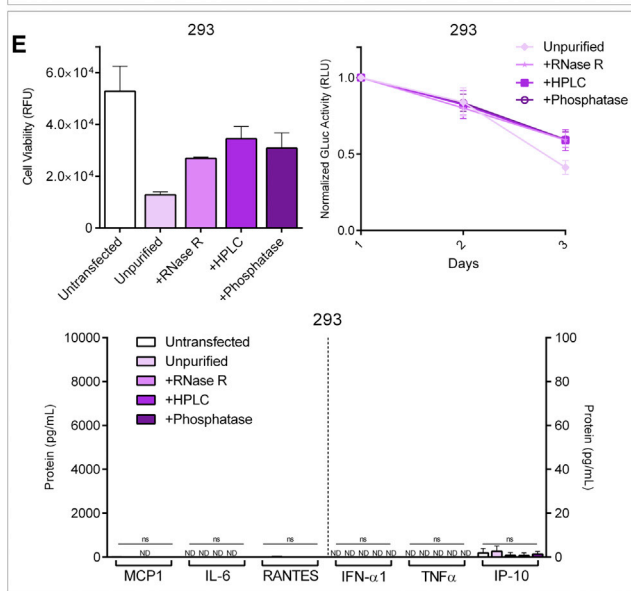 E
293
Cell Viability (RFU)
6.0×10⁴
4.0×10⁴
2.0×10⁴
0
Untransfected
Unpurified
+RNase R
+HPLC
+Phosphatase
293
Normalized GLuc Activity (RLU)
1.0
0.5
0.0
1 2 3
Days
Unpurified
+RNase R
+HPLC
+Phosphatase
293
Protein (pg/mL)
10000
8000
6000
4000
2000
0
Untransfected
Unpurified
+RNase R
+HPLC
+Phosphatase
100
80
60
40
20
0
Protein (pg/mL)
ns ns ns ns ns ns
ND ND ND ND ND ND ND ND ND ND ND ND ND ND ND
MCP1 IL-6 RANTES IFN-α1 TNFα IP-10